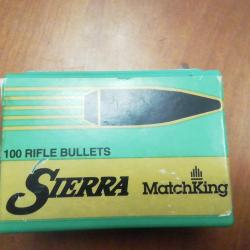 100 RIFLE BULLETS
SIERRA MatchKing